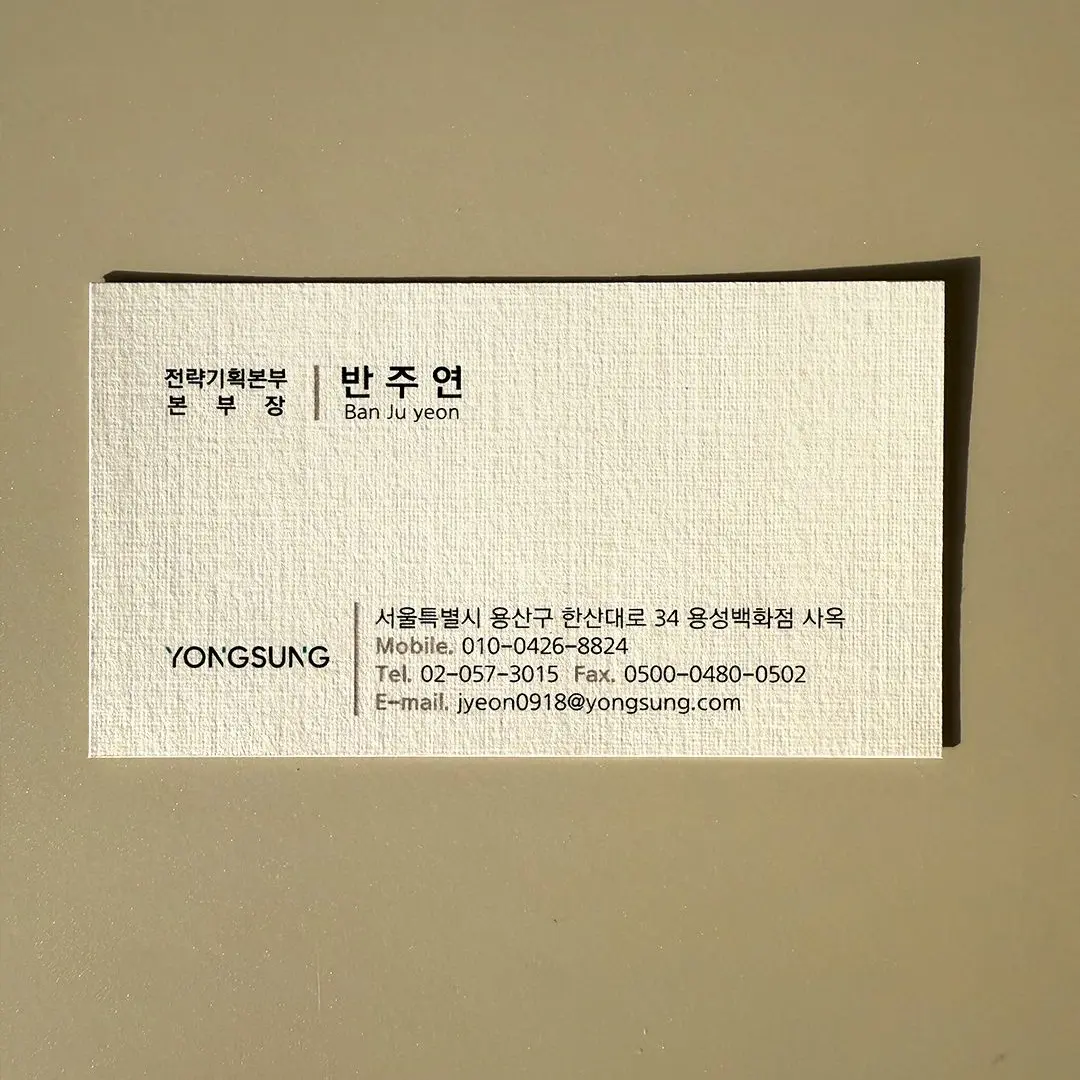 전략기획본부
본 부 장
반 주 연
Ban Ju yeon
YONGSUNG
서울특별시 용산구 한산대로 34 용성백화점 사옥
Mobile. 010-0426-8824
Tel. 02-057-3015 Fax. 0500-0480-0502
E-mail. jyeon0918@yongsung.com